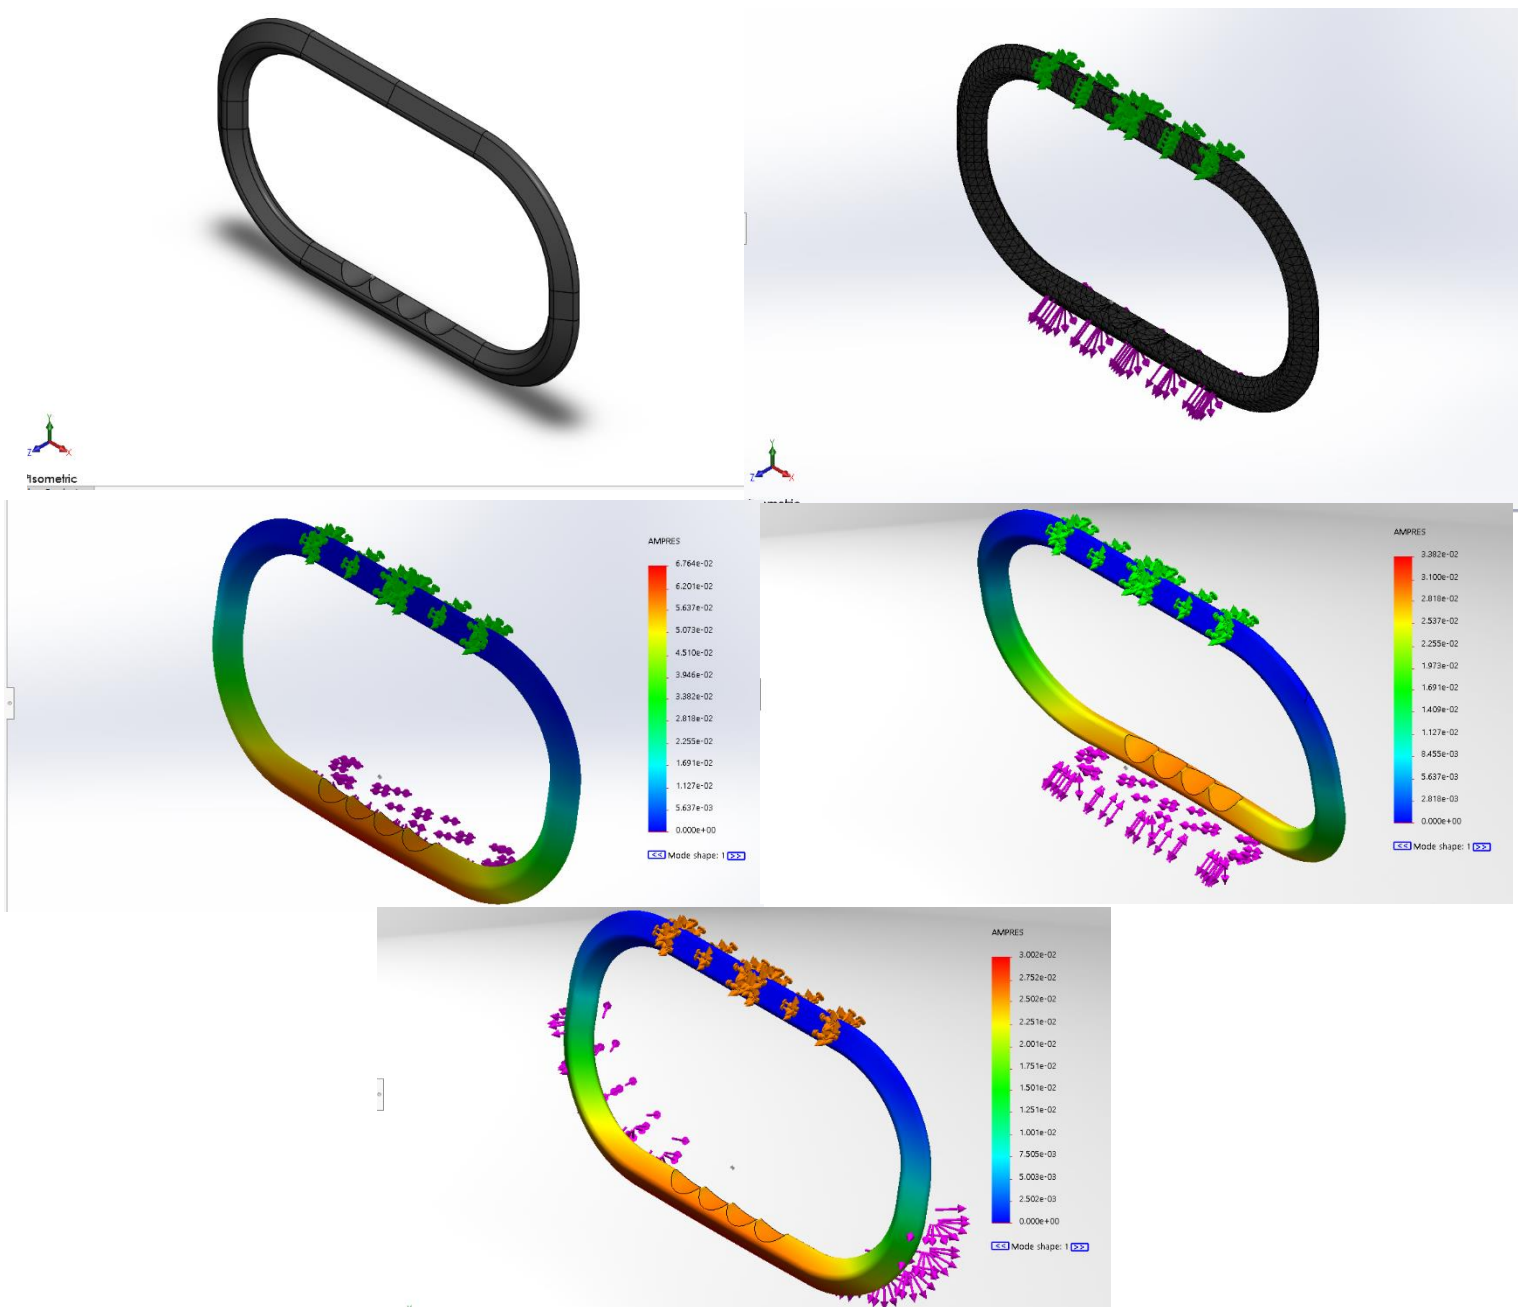 Y
Z
X
*Isometric
Y
Z
X
AMPRES
6.764e-02
6.201e-02
5.637e-02
5.073e-02
4.510e-02
3.946e-02
3.382e-02
2.818e-02
2.255e-02
1.691e-02
1.127e-02
5.637e-03
0.000e+00
<< Mode shape: 1 >>
AMPRES
3.382e-02
3.100e-02
2.818e-02
2.537e-02
2.255e-02
1.973e-02
1.691e-02
1.409e-02
1.127e-02
8.455e-03
5.637e-03
2.818e-03
0.000e+00
<< Mode shape: 1 >>
AMPRES
3.002e-02
2.752e-02
2.502e-02
2.251e-02
2.001e-02
1.751e-02
1.501e-02
1.251e-02
1.001e-02
7.505e-03
5.003e-03
2.502e-03
0.000e+00
<< Mode shape: 1 >>